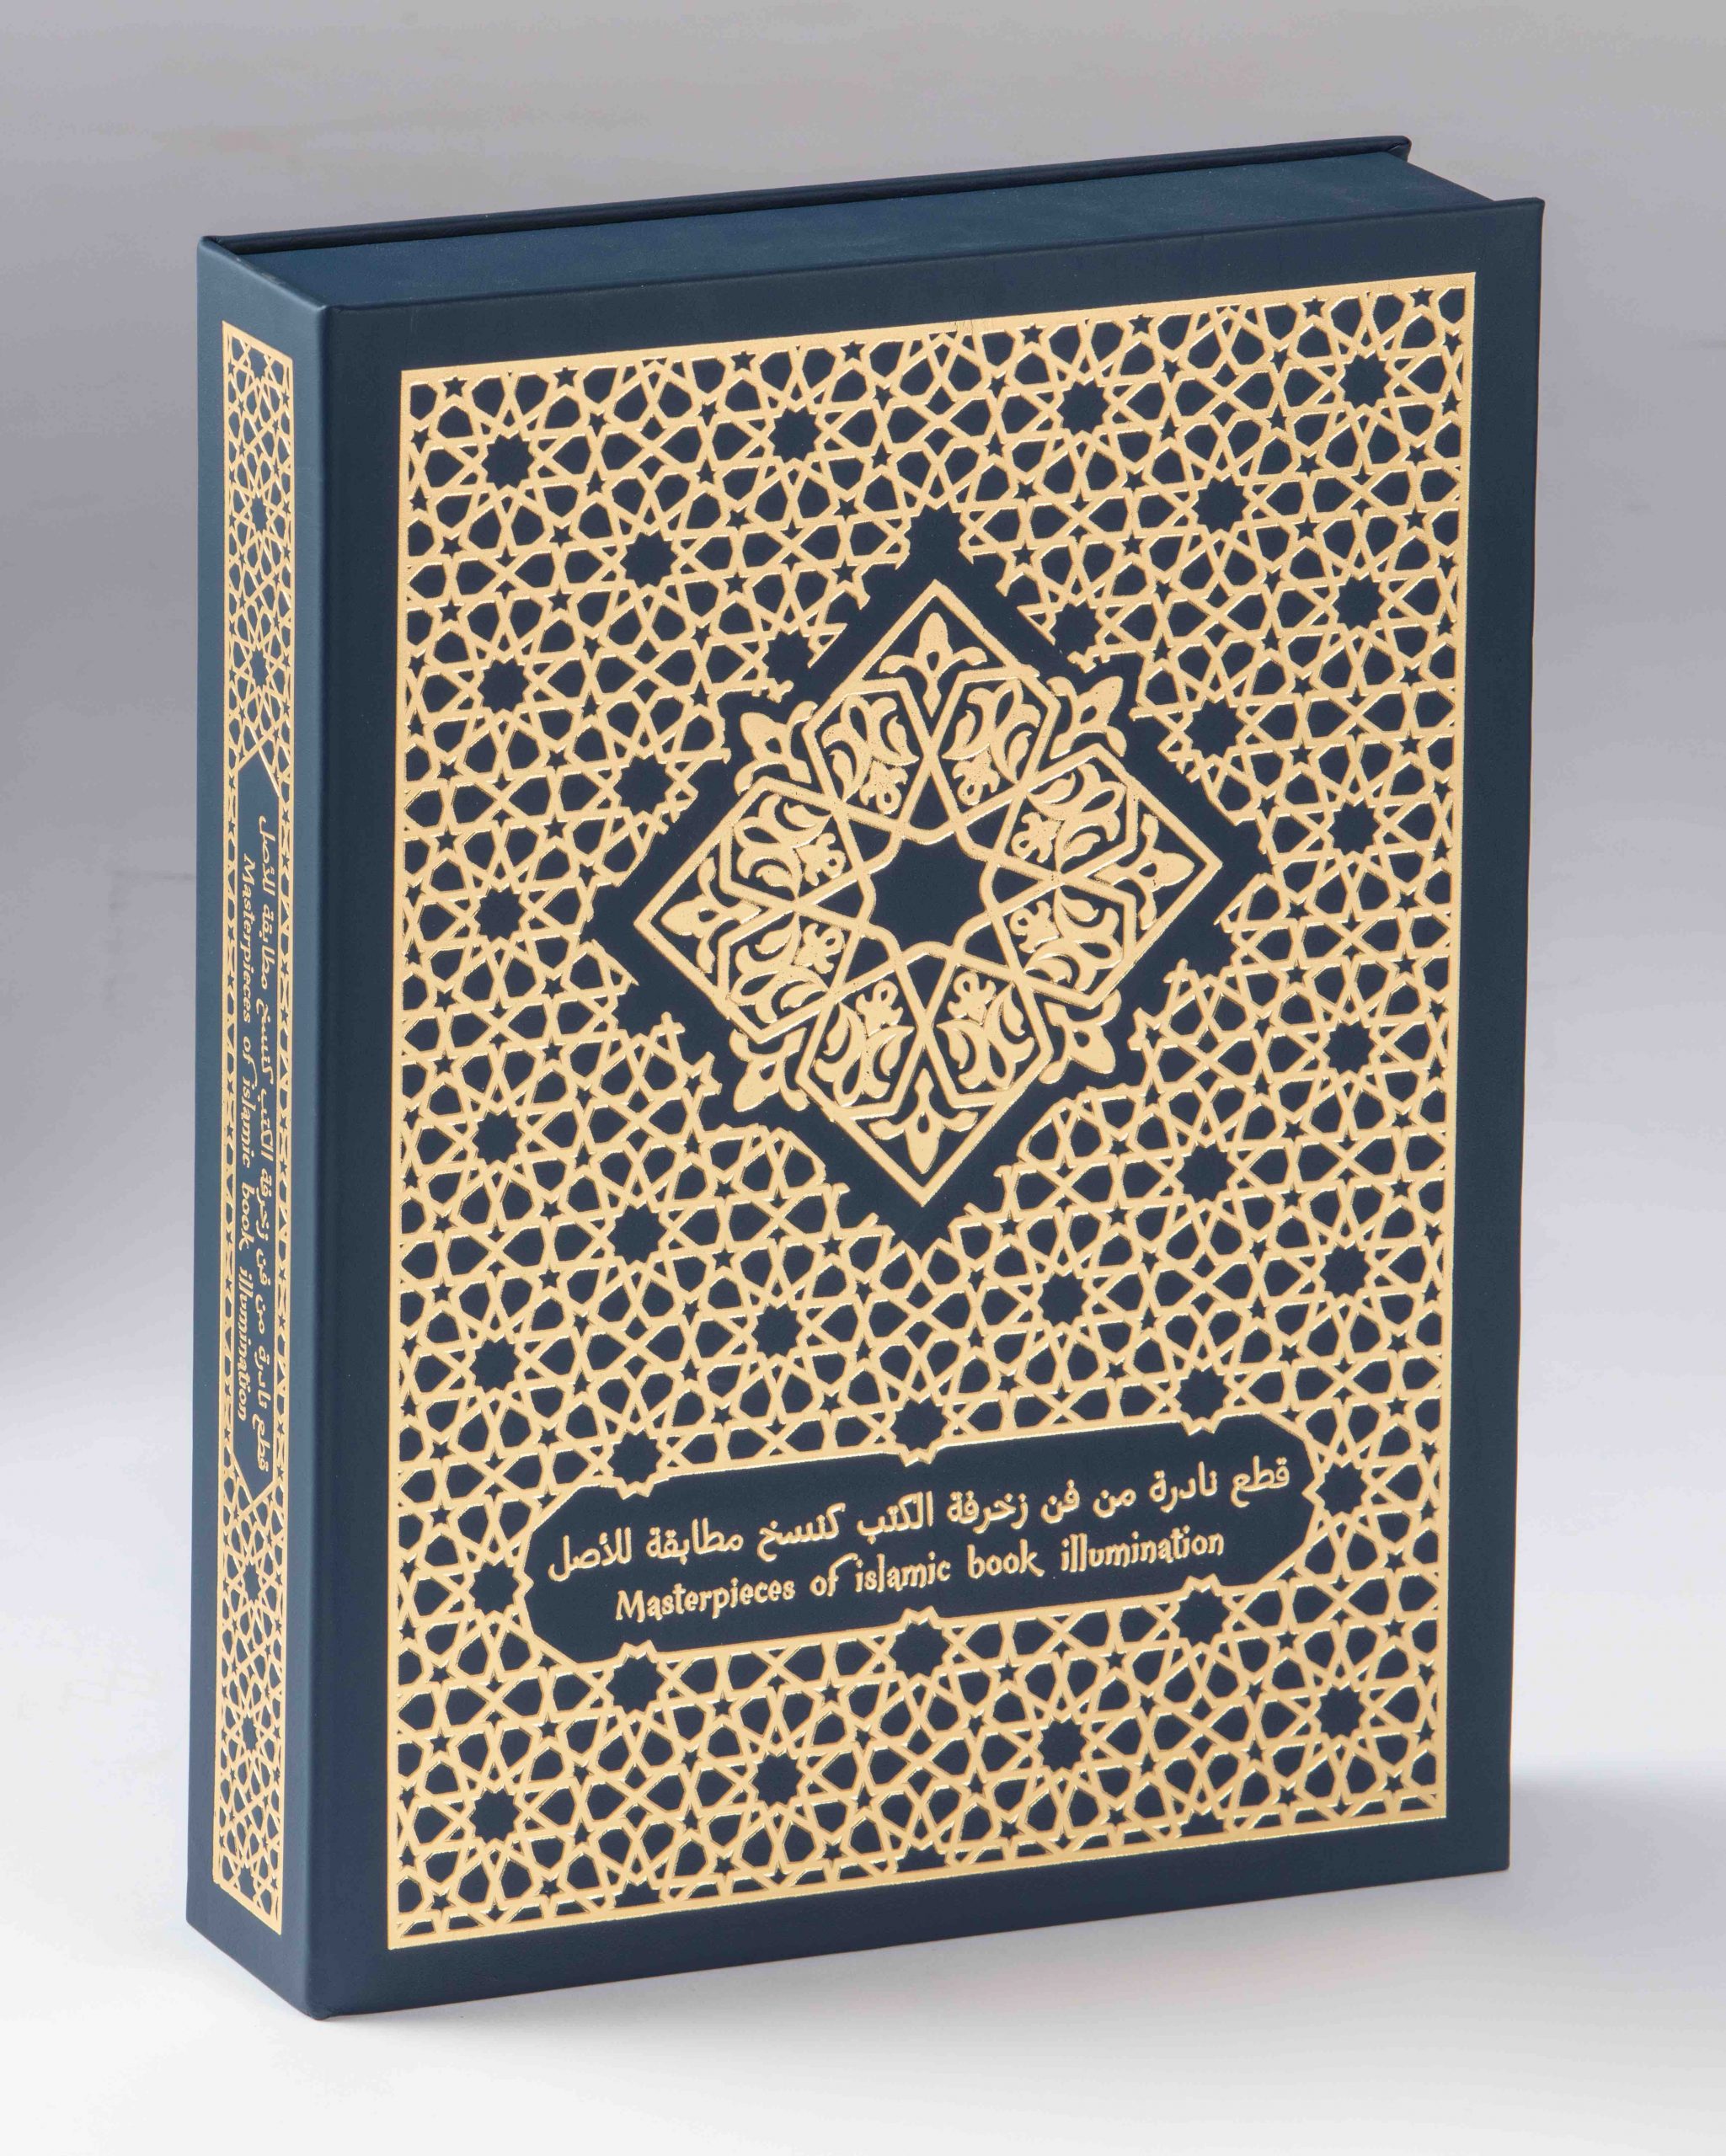 قطع نادرة من فن زخرفة الكتب كنسخ مطابقة للأصل
Masterpieces of islamic book illumination
قطع نادرة من فن زخرفة الكتب كنسخ مطابقة للأصل
Masterpieces of islamic book illumination